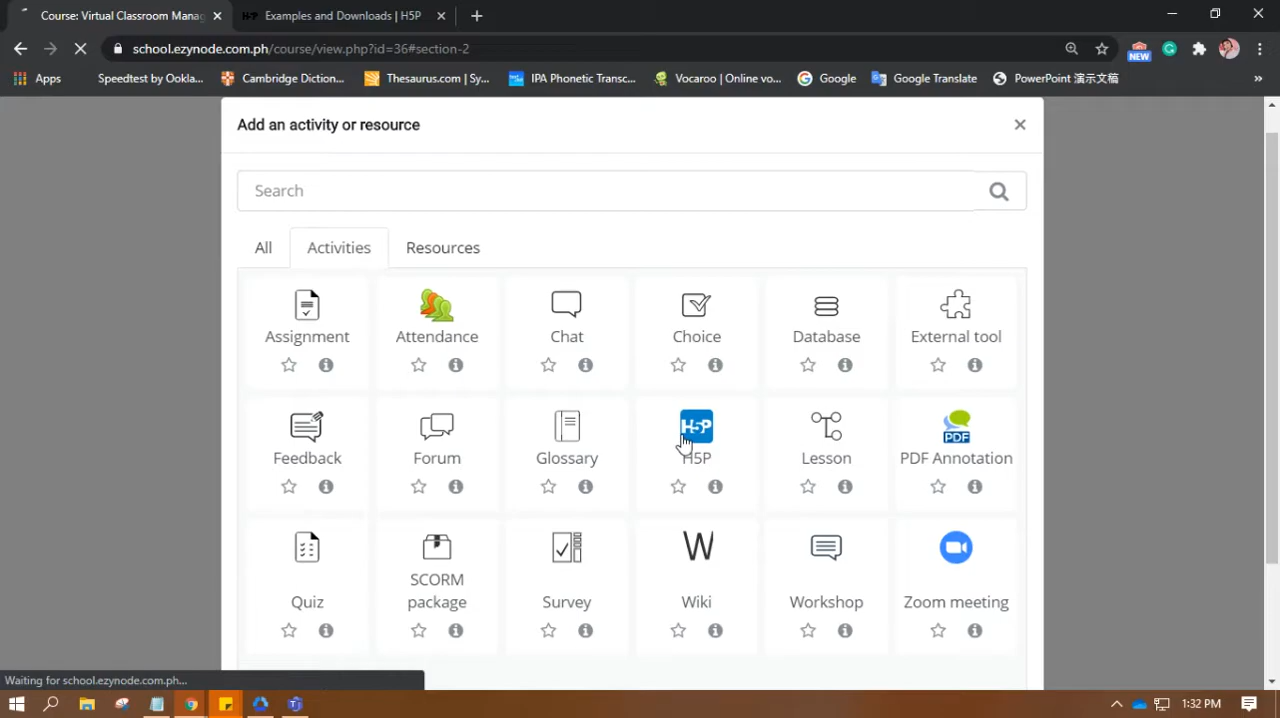 Course: Virtual Classroom Manag
H5P Examples and Downloads | H5P
school.ezynode.com.ph/course/view.php?id=36#section-2
NEW
Apps
Speedtest by Ookla...
Cambridge Diction...
Thesaurus.com | Sy...
IPA Phonetic Transc...
Vocaroo | Online vo...
Google
Google Translate
PowerPoint 演示文稿
»
Add an activity or resource
Search
All Activities Resources
Assignment Attendance Chat Choice Database External tool
H5P
PDF
Feedback Forum Glossary H5P Lesson PDF Annotation
W
Quiz SCORM package Survey Wiki Workshop Zoom meeting
Waiting for school.ezynode.com.ph...
1:32 PM